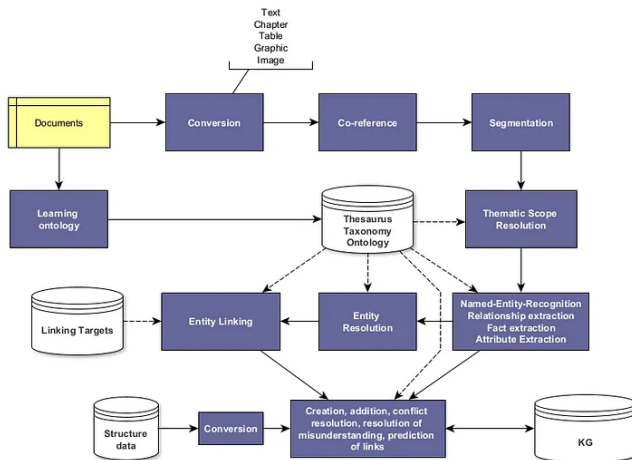 Text
Chapter
Table
Graphic
Image
Documents
Conversion
Co-reference
Segmentation
Learning
ontology
Thesaurus
Taxonomy
Ontology
Thematic Scope
Resolution
Linking Targets
Entity Linking
Entity
Resolution
Named-Entity-Recognition
Relationship extraction
Fact extraction
Attribute Extraction
Structure
data
Conversion
Creation, addition, conflict
resolution, resolution of
misunderstanding, prediction
of links
KG